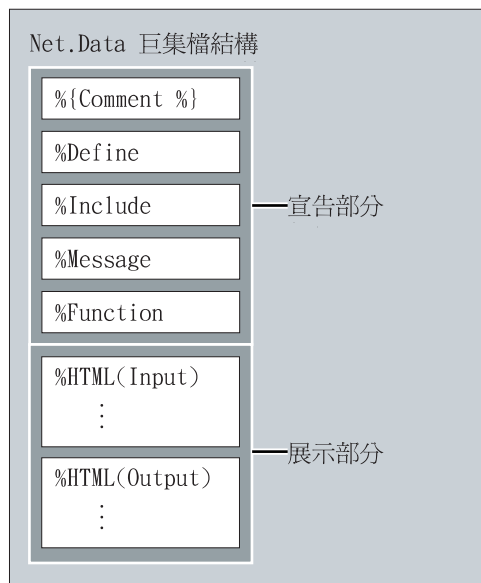 Net.Data 巨集檔結構
%{Comment %}
%Define
%Include
宣告部分
%Message
%Function
%HTML(Input)
⋮
展示部分
%HTML(Output)
⋮